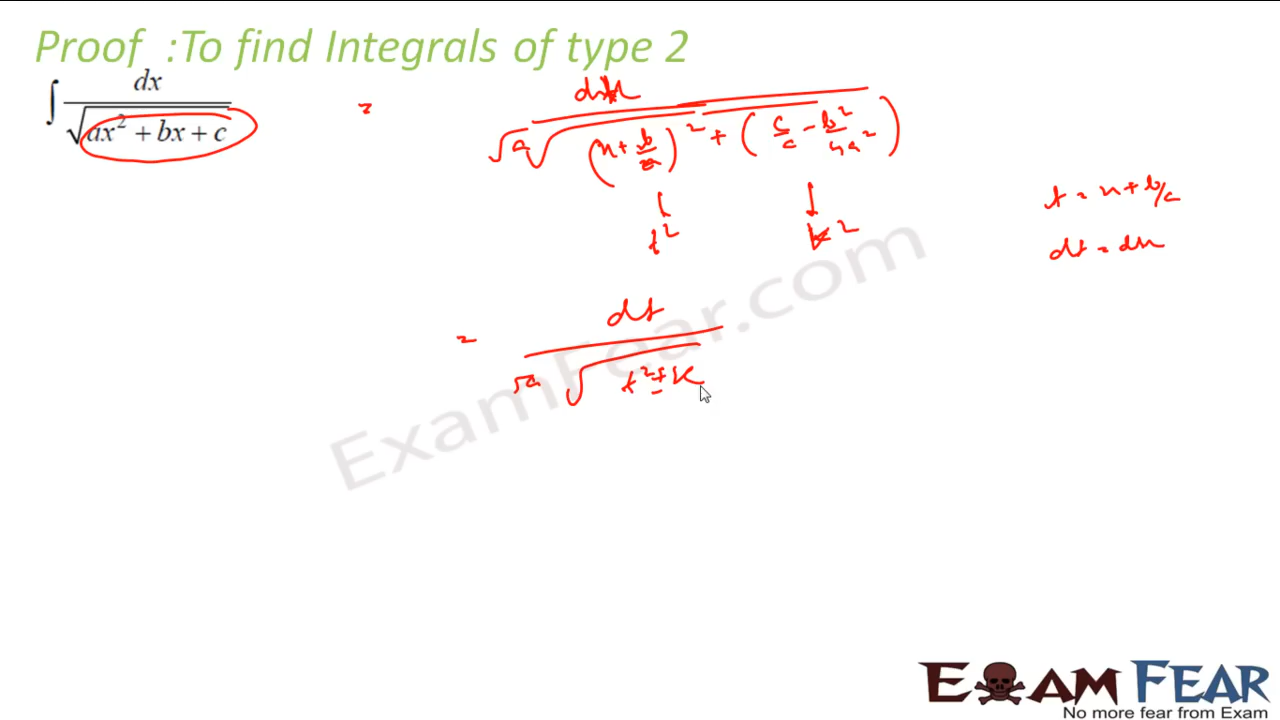 Proof :To find Integrals of type 2
∫ dx / √(ax² + bx + c) = dx / √a √((x + b/2a)² + (c/a − b²/4a²))
t² k²
t = x + b/a
dt = dx
= dt / √a √(t² ± k
ExamFear.com
EXAM FEAR
No more fear from Exam